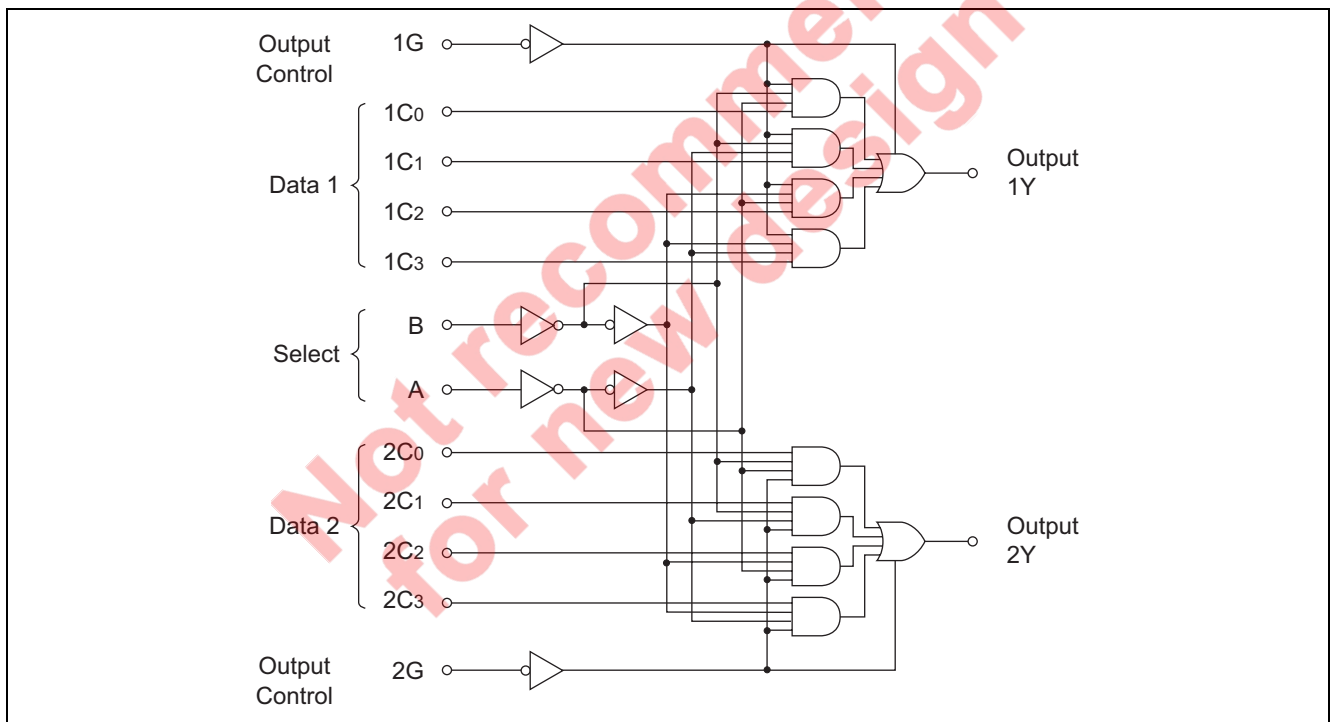 Output
Control
1G
1C0
1C1
Data 1
1C2
1C3
Output
1Y
B
Select
A
2C0
2C1
Data 2
2C2
2C3
Output
2Y
Output
Control
2G
Not recomme
for new design